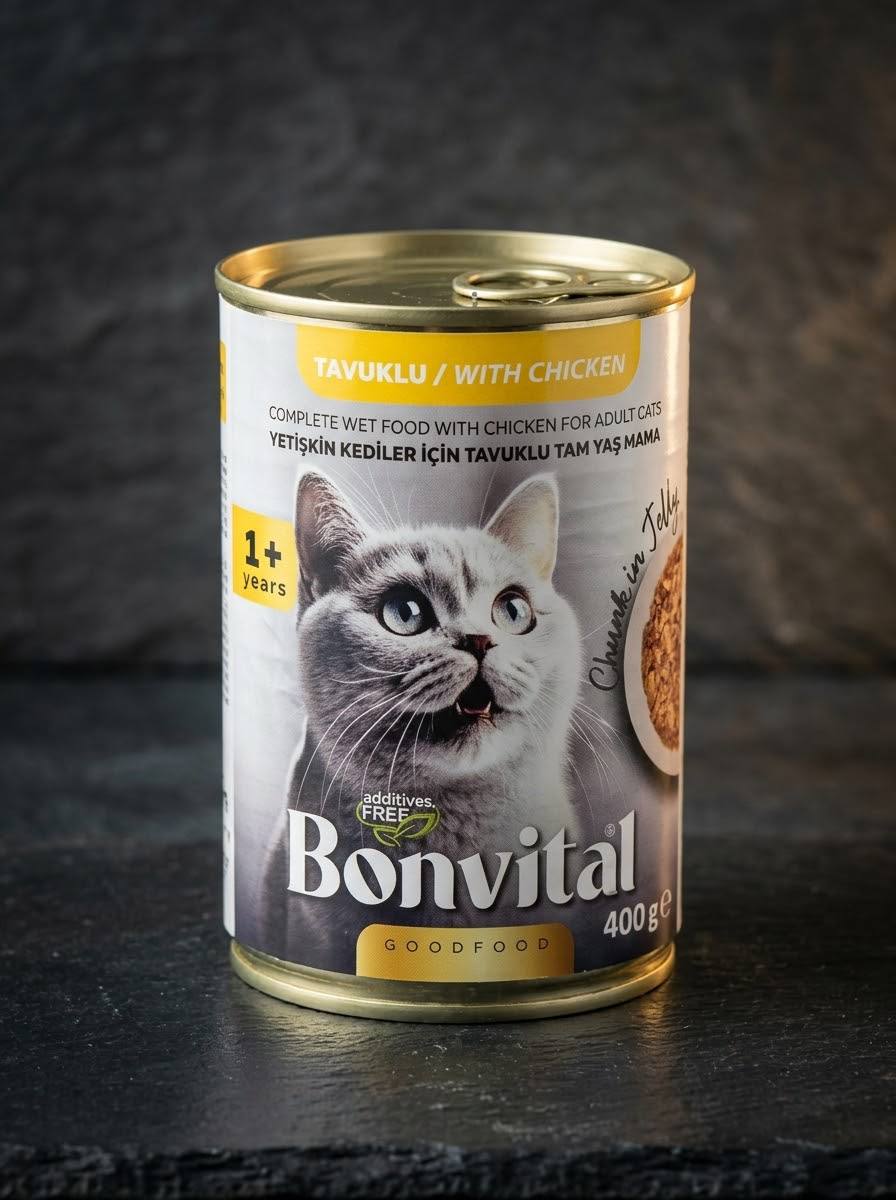 TAVUKLU / WITH CHICKEN
COMPLETE WET FOOD WITH CHICKEN FOR ADULT CATS
YETİŞKİN KEDİLER İÇİN TAVUKLU TAM YAŞ MAMA
1+
years
Chunk in Jelly
additives.
FREE
Bonvital®
400 g ℮
GOODFOOD